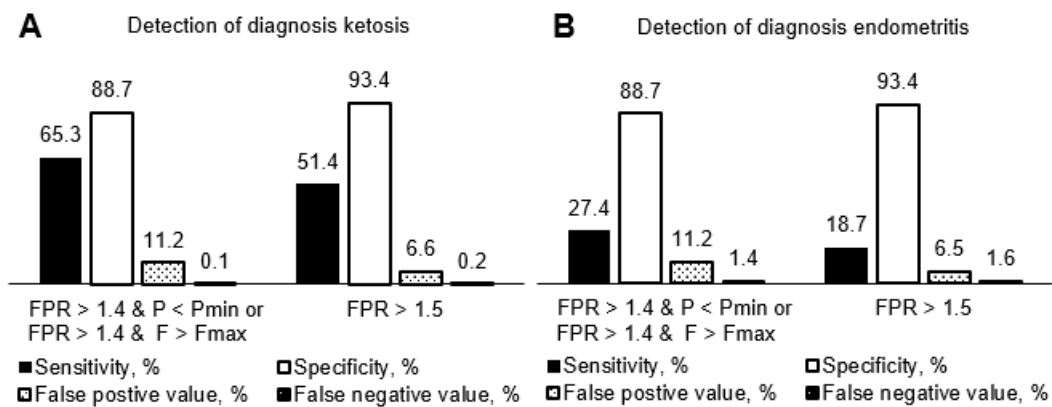 A Detection of diagnosis ketosis
65.3 88.7 11.2 0.1 51.4 93.4 6.6 0.2
FPR > 1.4 & P < Pmin or
FPR > 1.4 & F > Fmax
FPR > 1.5
Sensitivity, % Specificity, %
False postive value, % False negative value, %
B Detection of diagnosis endometritis
27.4 88.7 11.2 1.4 18.7 93.4 6.5 1.6
FPR > 1.4 & P < Pmin or
FPR > 1.4 & F > Fmax
FPR > 1.5
Sensitivity, % Specificity, %
False postive value, % False negative value, %